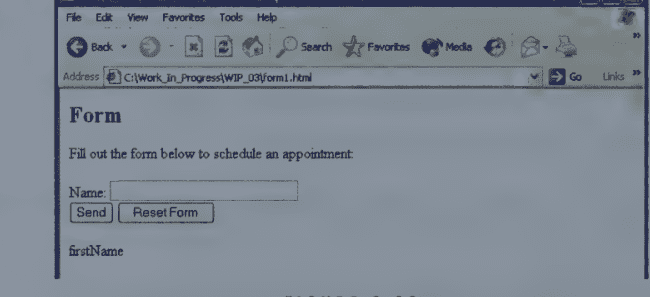 File Edit View Favorites Tools Help
Back Search Favorites Media
Address C:\Work_In_Progress\WIP_03\form1.html Go Links
Form
Fill out the form below to schedule an appointment:
Name:
Send Reset Form
firstName